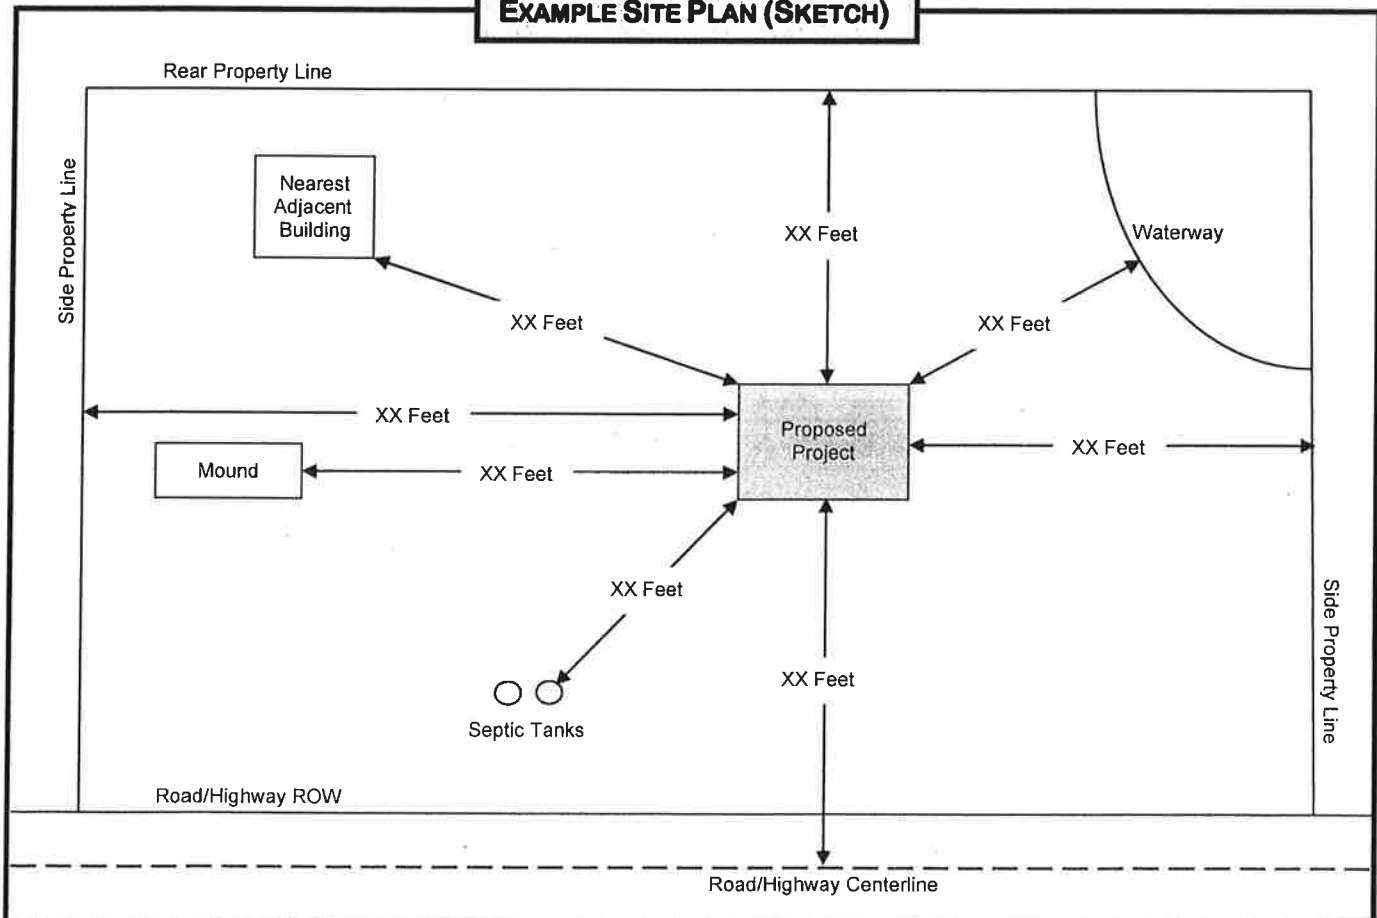 EXAMPLE SITE PLAN (SKETCH)
Rear Property Line
Side Property Line
Nearest
Adjacent
Building
XX Feet
Waterway
XX Feet
XX Feet
XX Feet
Proposed
Project
XX Feet
Mound
XX Feet
XX Feet
Side Property Line
XX Feet
Septic Tanks
Road/Highway ROW
Road/Highway Centerline